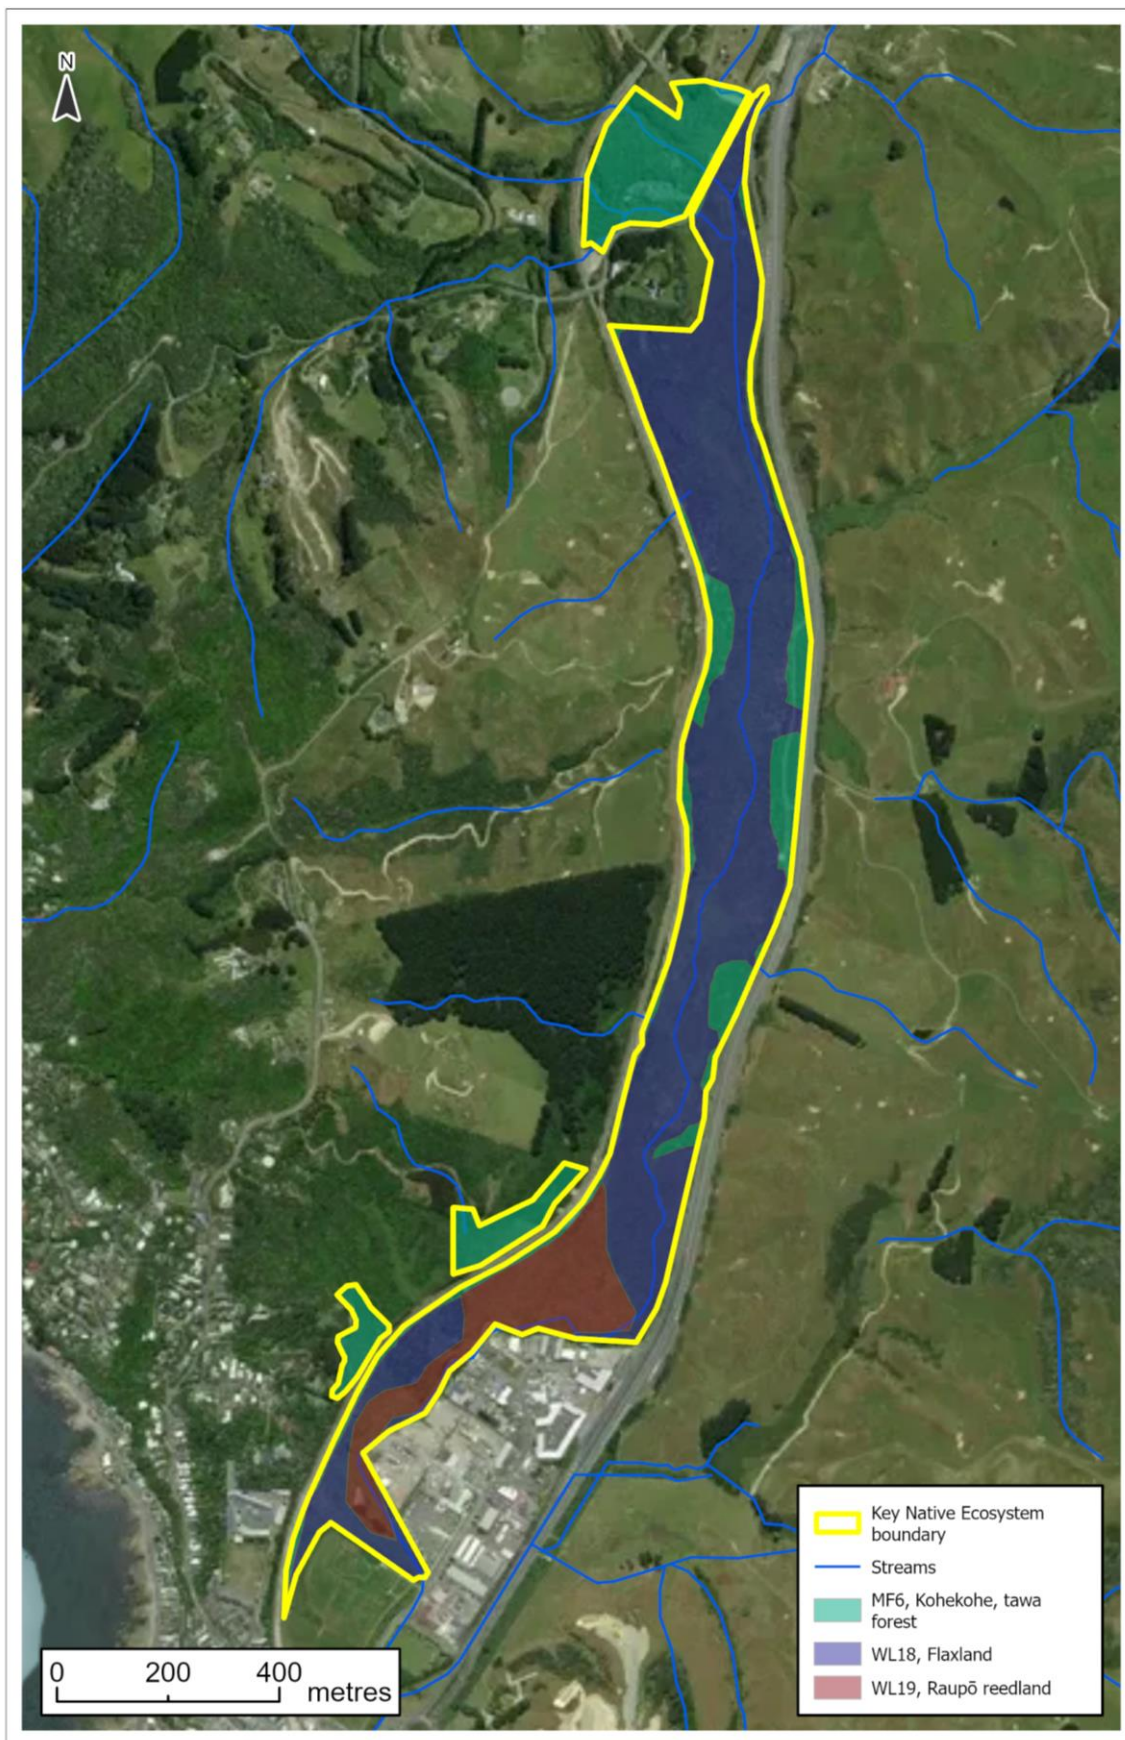 N
Key Native Ecosystem
boundary
Streams
MF6, Kohekohe, tawa
forest
WL18, Flaxland
WL19, Raupō reedland
0 200 400
metres